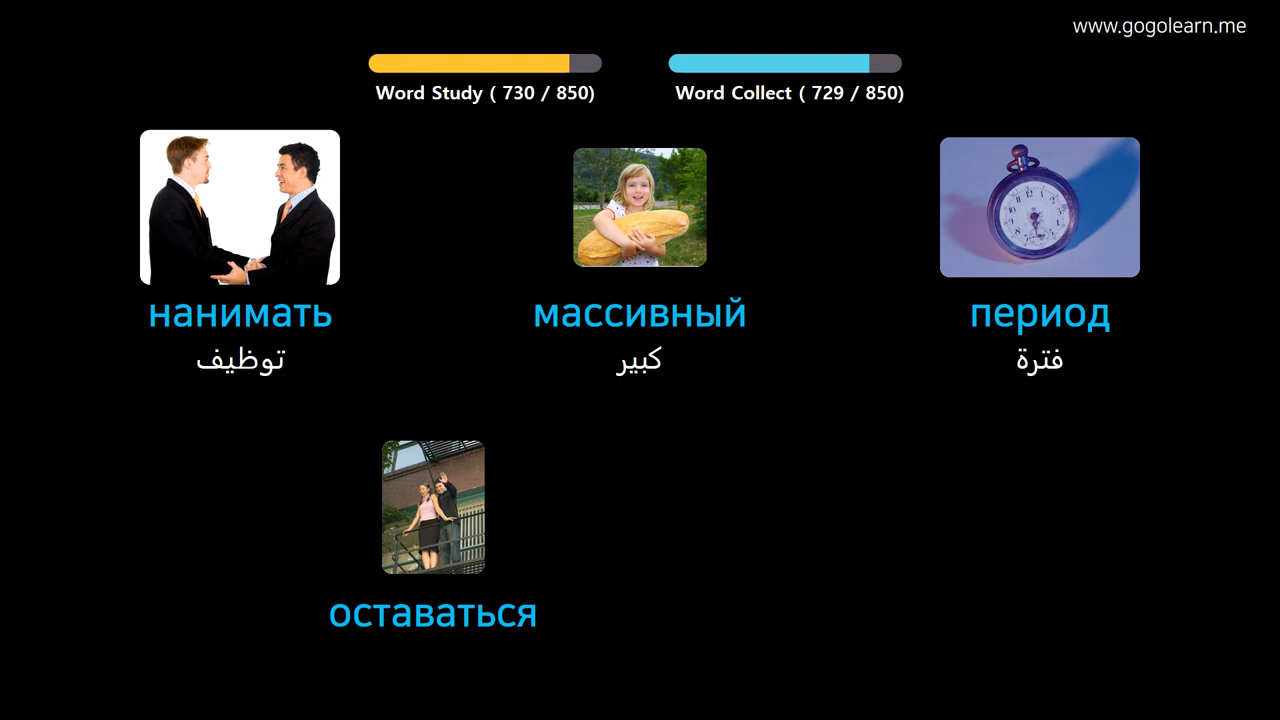 www.gogolearn.me
Word Study ( 730 / 850)
Word Collect ( 729 / 850)
нанимать
массивный
период
توظيف
كبير
فترة
оставаться